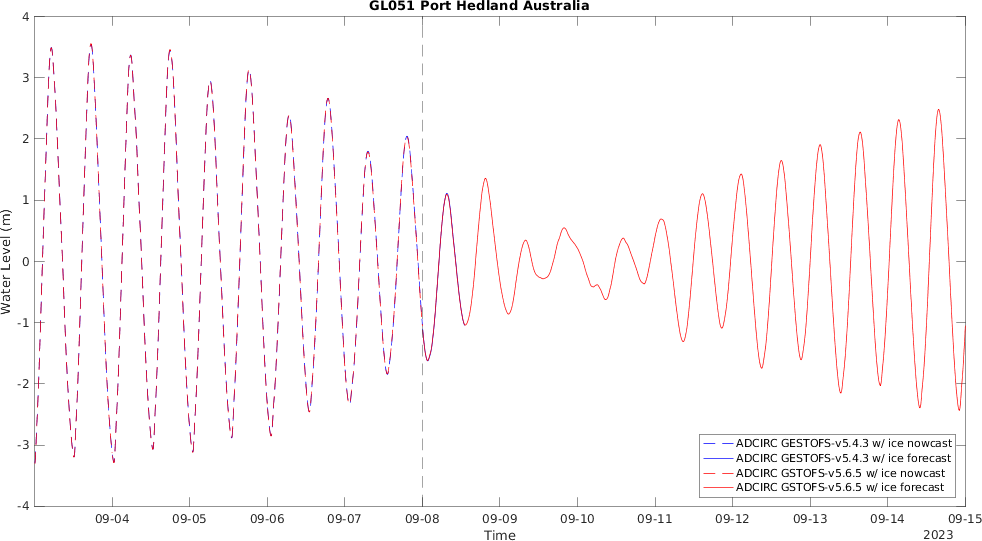 GL051 Port Hedland Australia
4
3
2
1
0
-1
-2
-3
-4
Water Level (m)
ADCIRC GESTOFS-v5.4.3 w/ ice nowcast
ADCIRC GESTOFS-v5.4.3 w/ ice forecast
ADCIRC GSTOFS-v5.6.5 w/ ice nowcast
ADCIRC GSTOFS-v5.6.5 w/ ice forecast
09-04 09-05 09-06 09-07 09-08 09-09 09-10 09-11 09-12 09-13 09-14 09-15
Time
2023